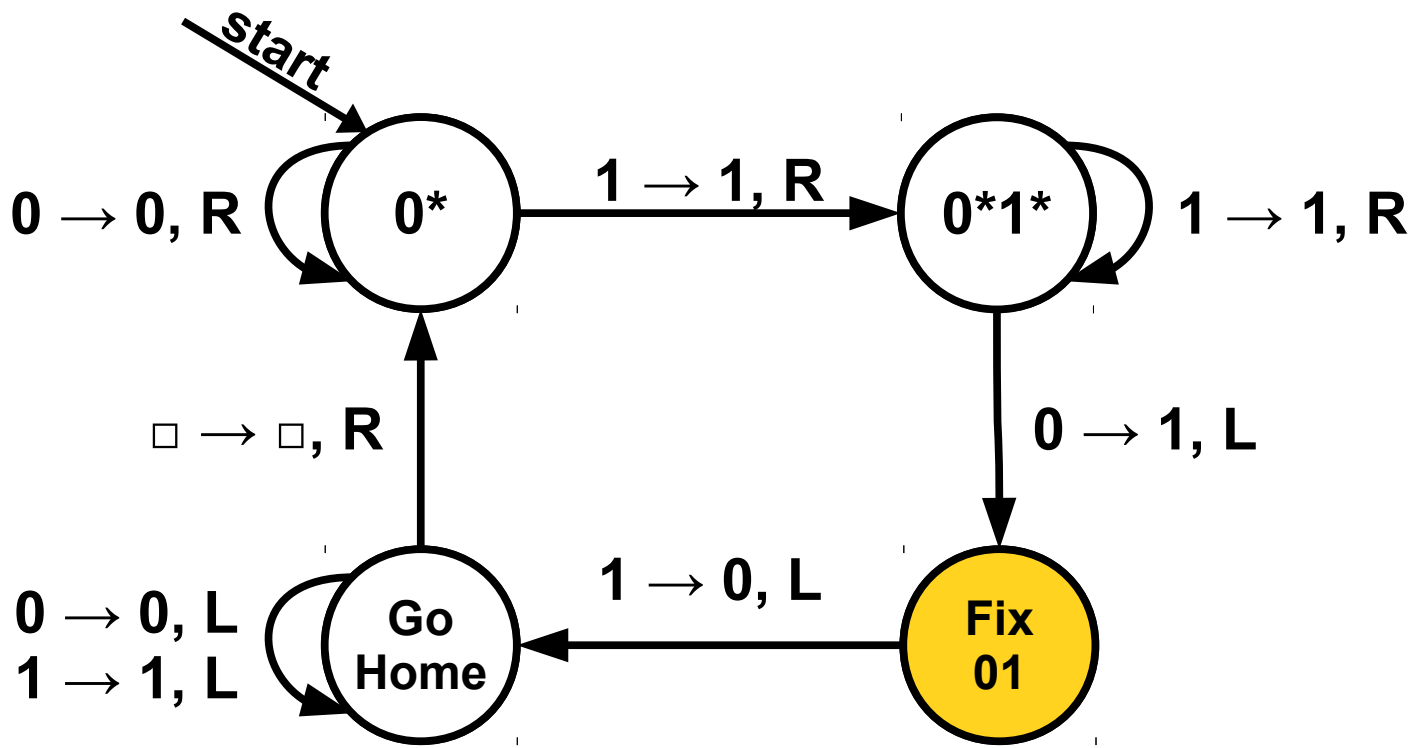 start
0 → 0, R
0*
1 → 1, R
0*1*
1 → 1, R
□ → □, R
0 → 1, L
0 → 0, L
1 → 1, L
Go
Home
1 → 0, L
Fix
01